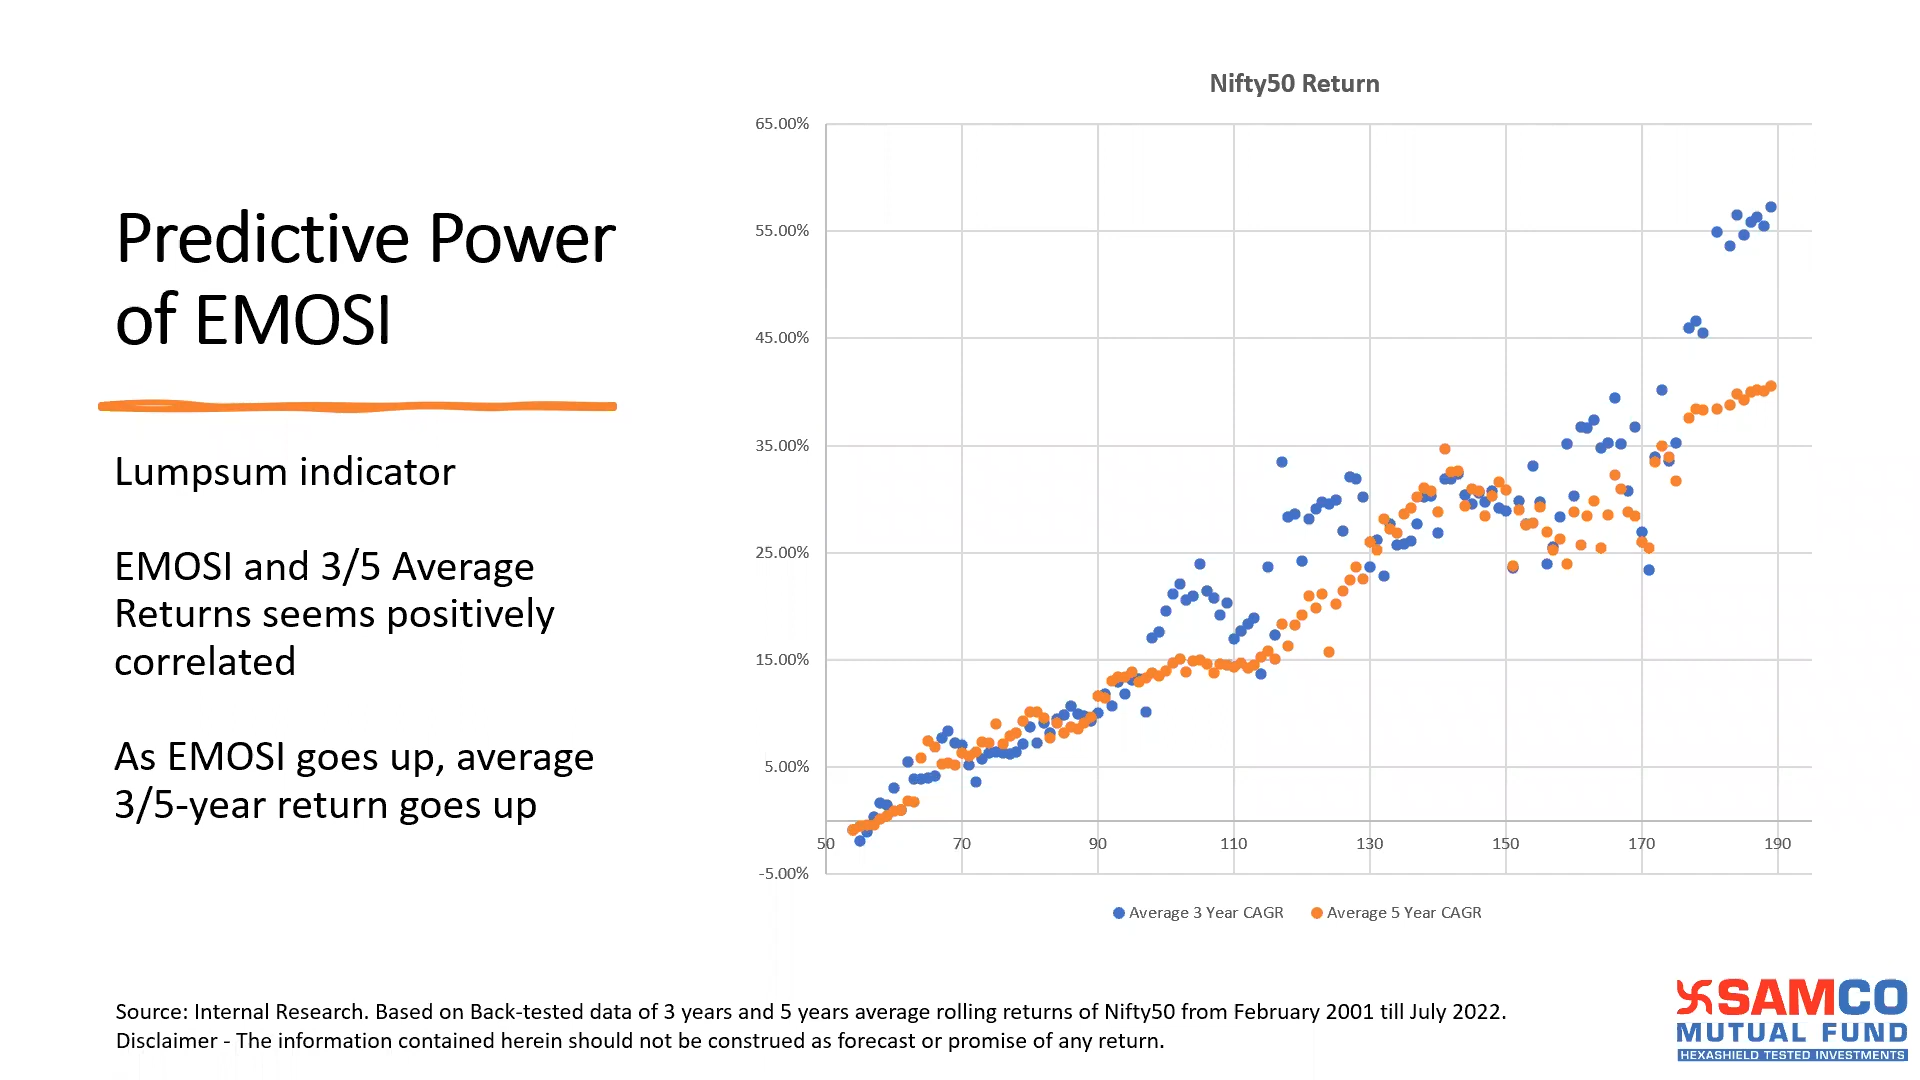 Predictive Power
of EMOSI
Lumpsum indicator
EMOSI and 3/5 Average
Returns seems positively
correlated
As EMOSI goes up, average
3/5-year return goes up
Nifty50 Return
65.00%
55.00%
45.00%
35.00%
25.00%
15.00%
5.00%
-5.00%
50 70 90 110 130 150 170 190
Average 3 Year CAGR Average 5 Year CAGR
Source: Internal Research. Based on Back-tested data of 3 years and 5 years average rolling returns of Nifty50 from February 2001 till July 2022.
Disclaimer - The information contained herein should not be construed as forecast or promise of any return.
SAMCO
MUTUAL FUND
HEXASHIELD TESTED INVESTMENTS